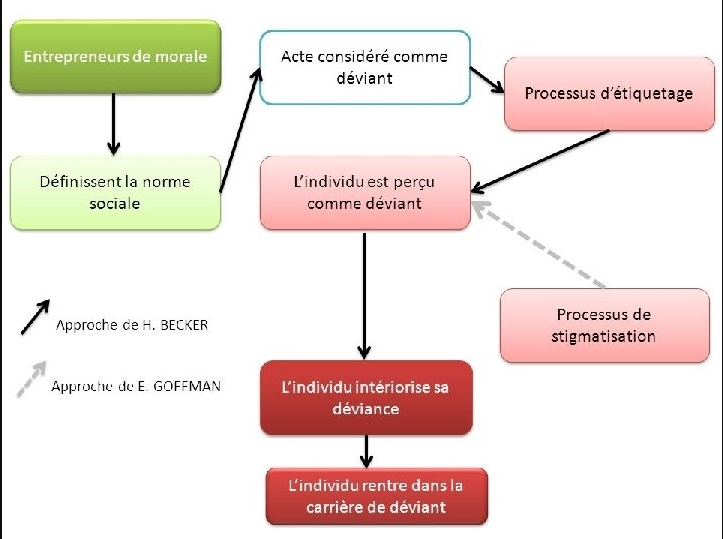 Entrepreneurs de morale
Acte considéré comme
déviant
Processus d'étiquetage
Définissent la norme
sociale
L'individu est perçu
comme déviant
Processus de
stigmatisation
Approche de H. BECKER
Approche de E. GOFFMAN
L'individu intériorise sa
déviance
L'individu rentre dans la
carrière de déviant